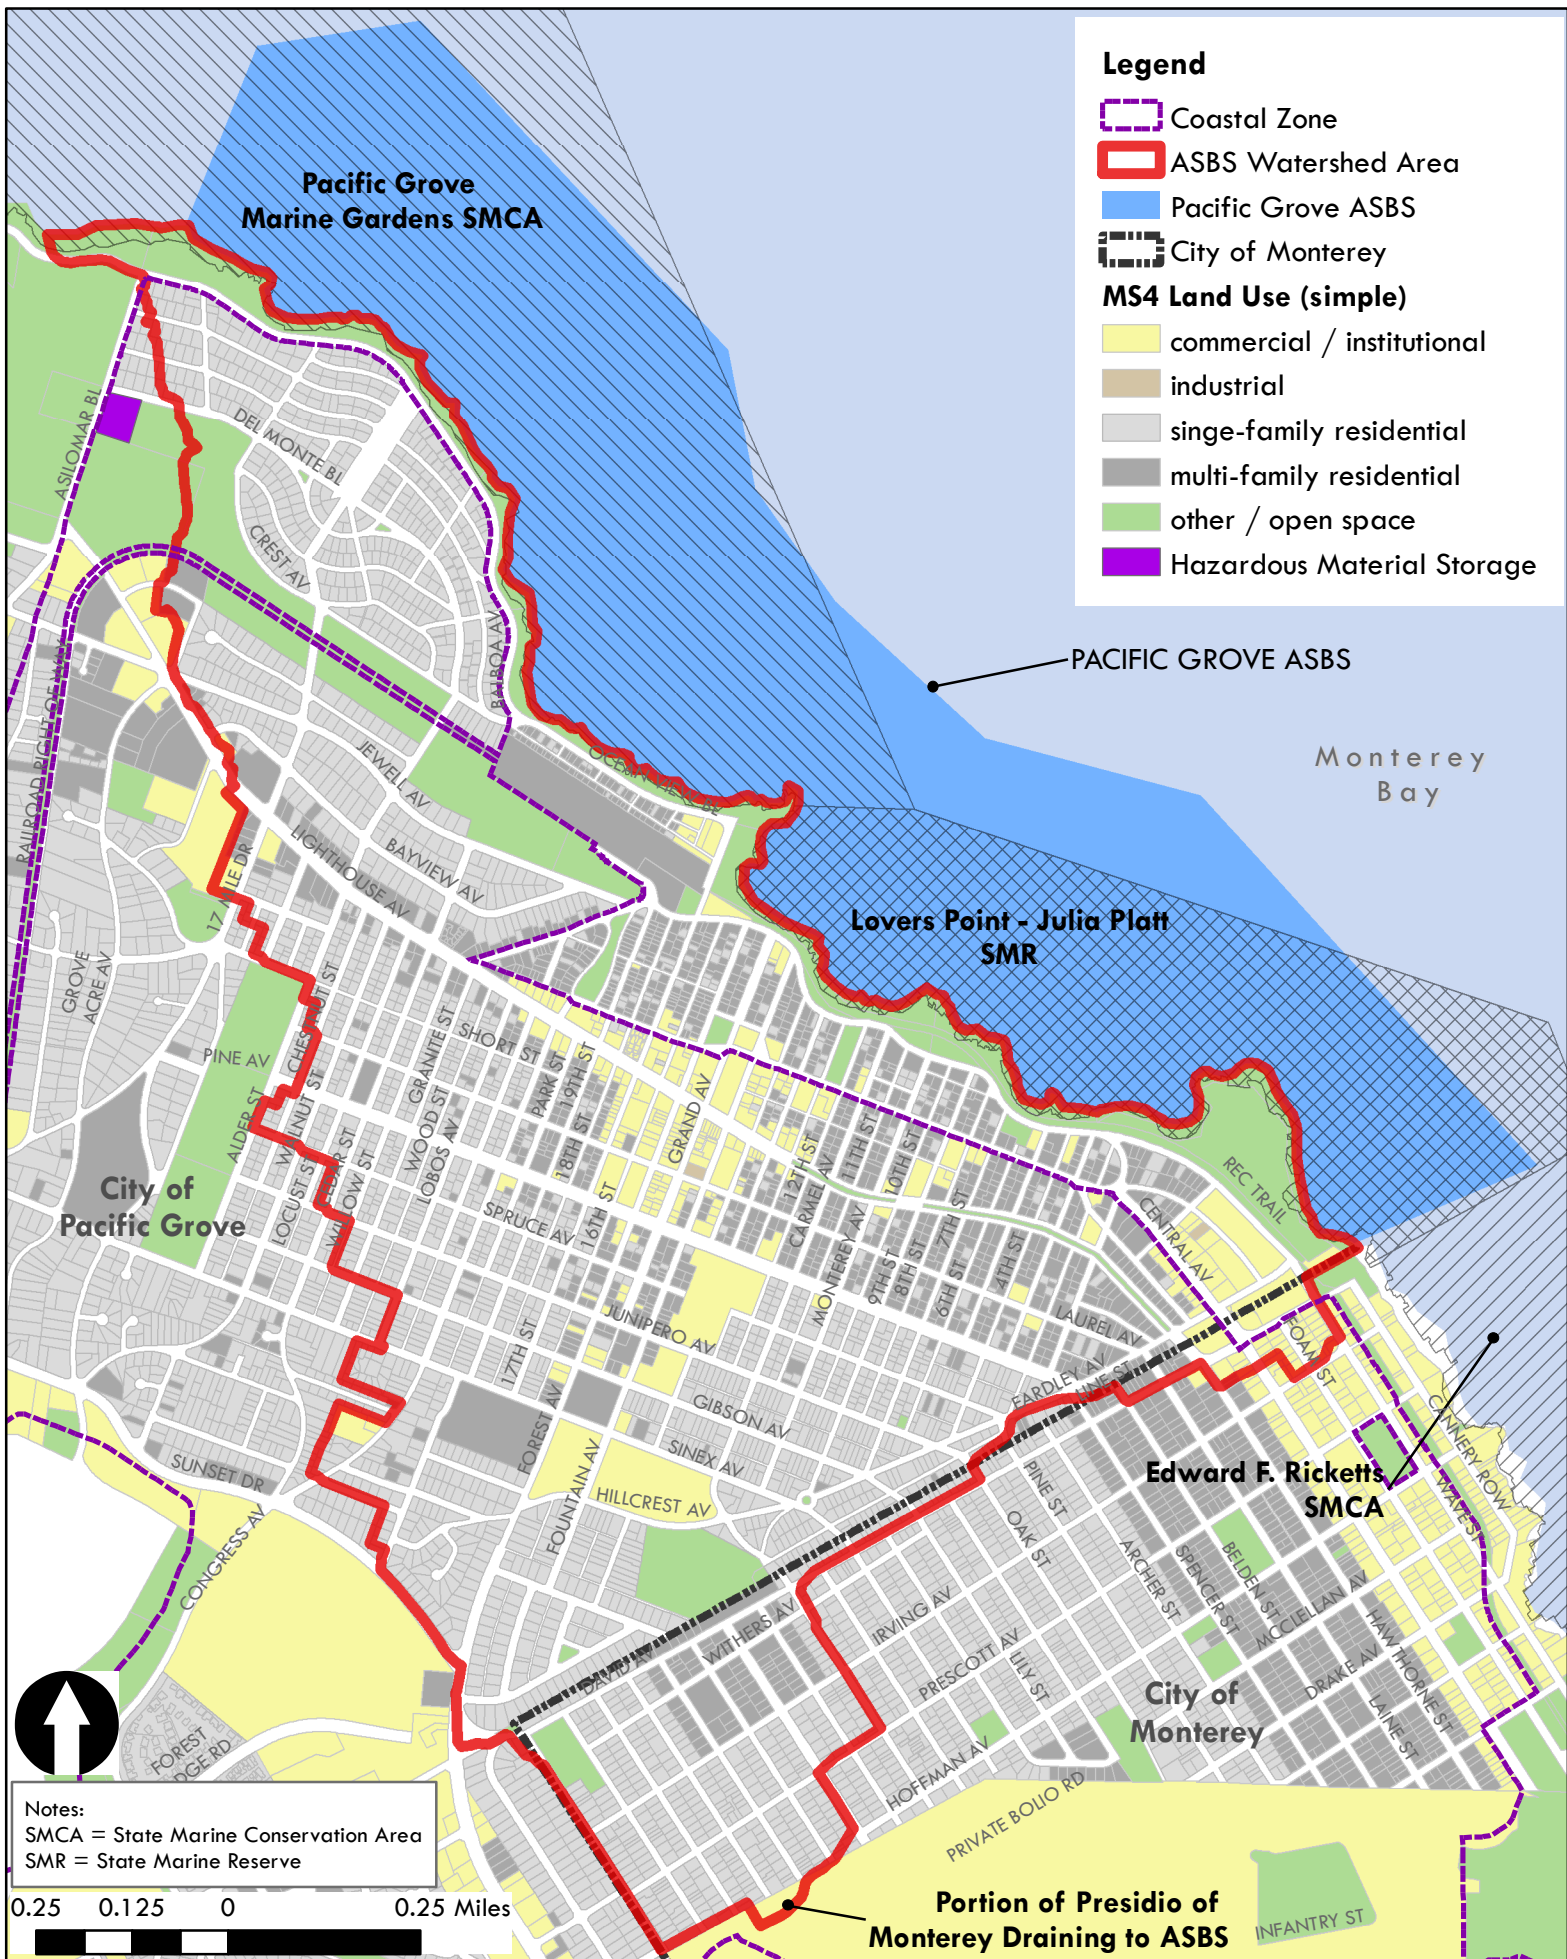 Legend
Coastal Zone
ASBS Watershed Area
Pacific Grove ASBS
City of Monterey
MS4 Land Use (simple)
commercial / institutional
industrial
singe-family residential
multi-family residential
other / open space
Hazardous Material Storage
Pacific Grove
Marine Gardens SMCA
PACIFIC GROVE ASBS
Monterey
Bay
Lovers Point - Julia Platt
SMR
ASILOMAR BL
DEL MONTE BL
CREST AV
BALBOA AV
RAILROAD RIGHT OF WAY
JEWELL AV
OCEAN VIEW BL
LIGHTHOUSE AV
BAYVIEW AV
17 MILE DR
GROVE
ACRE AV
CHESTNUT ST
PINE AV
ALDER ST
WALNUT ST
GRANITE ST
SHORT ST
WOOD ST
LOBOS AV
PARK ST
19TH ST
18TH ST
GRAND AV
12TH ST
CARMEL AV
11TH ST
10TH ST
REC TRAIL
City of
Pacific Grove
LOCUST ST
CEDAR ST
WILLOW ST
SPRUCE AV
16TH ST
MONTEREY AV
9TH ST
8TH ST
7TH ST
6TH ST
4TH ST
CENTRAL AV
LAUREL AV
JUNIPERO AV
17TH ST
EARDLEY AV
LINE ST
FOAM ST
GIBSON AV
FOREST AV
SINEX AV
FOUNTAIN AV
HILLCREST AV
SUNSET DR
CONGRESS AV
CANNERY ROW
WAVE ST
Edward F. Ricketts
SMCA
PINE ST
OAK ST
ARCHER ST
SPENCER ST
BELDEN ST
MCCLELLAN AV
HAWTHORNE ST
DRAKE AV
LAINE ST
IRVING AV
PRESCOTT AV
LILY ST
WITHERS AV
DAVID AV
City of
Monterey
HOFFMAN AV
PRIVATE BOLIO RD
INFANTRY ST
FOREST
DGE RD
Portion of Presidio of
Monterey Draining to ASBS
Notes:
SMCA = State Marine Conservation Area
SMR = State Marine Reserve
0.25 0.125 0 0.25 Miles